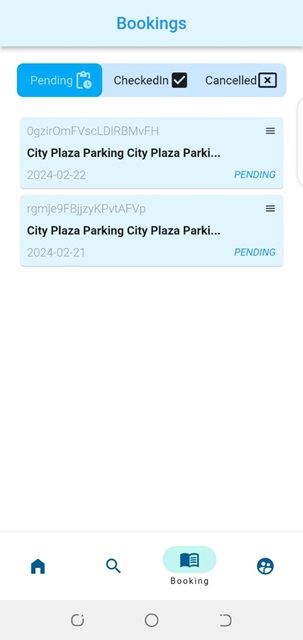 Bookings
Pending CheckedIn Cancelled
0gzirOmFVscLDlRBMvFH
City Plaza Parking City Plaza Parki...
2024-02-22 PENDING
rgmje9FBjjzyKPvtAFVp
City Plaza Parking City Plaza Parki...
2024-02-21 PENDING
Booking